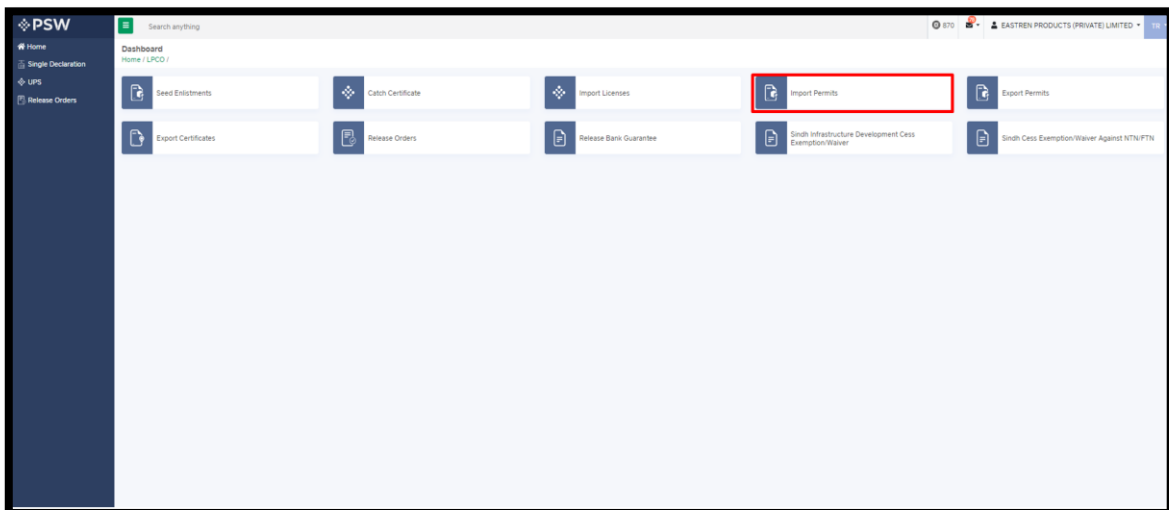 PSW
Search anything
870
EASTREN PRODUCTS (PRIVATE) LIMITED
TR
Home
Single Declaration
UPS
Release Orders
Dashboard
Home / LPCO /
Seed Enlistments
Catch Certificate
Import Licenses
Import Permits
Export Permits
Export Certificates
Release Orders
Release Bank Guarantee
Sindh Infrastructure Development Cess
Exemption/Waiver
Sindh Cess Exemption/Waiver Against NTN/FTN